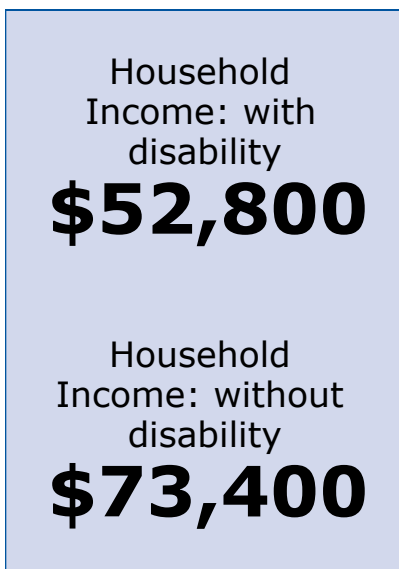 Household
Income: with
disability
$52,800
Household
Income: without
disability
$73,400